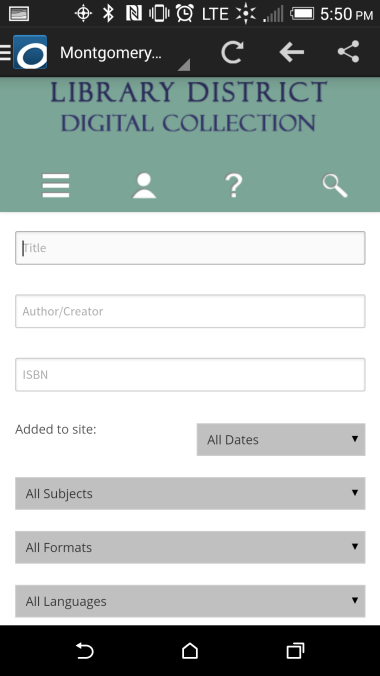 LTE 5:50 PM
Montgomery...
LIBRARY DISTRICT
DIGITAL COLLECTION
?
Title
Author/Creator
ISBN
Added to site:
All Dates
All Subjects
All Formats
All Languages